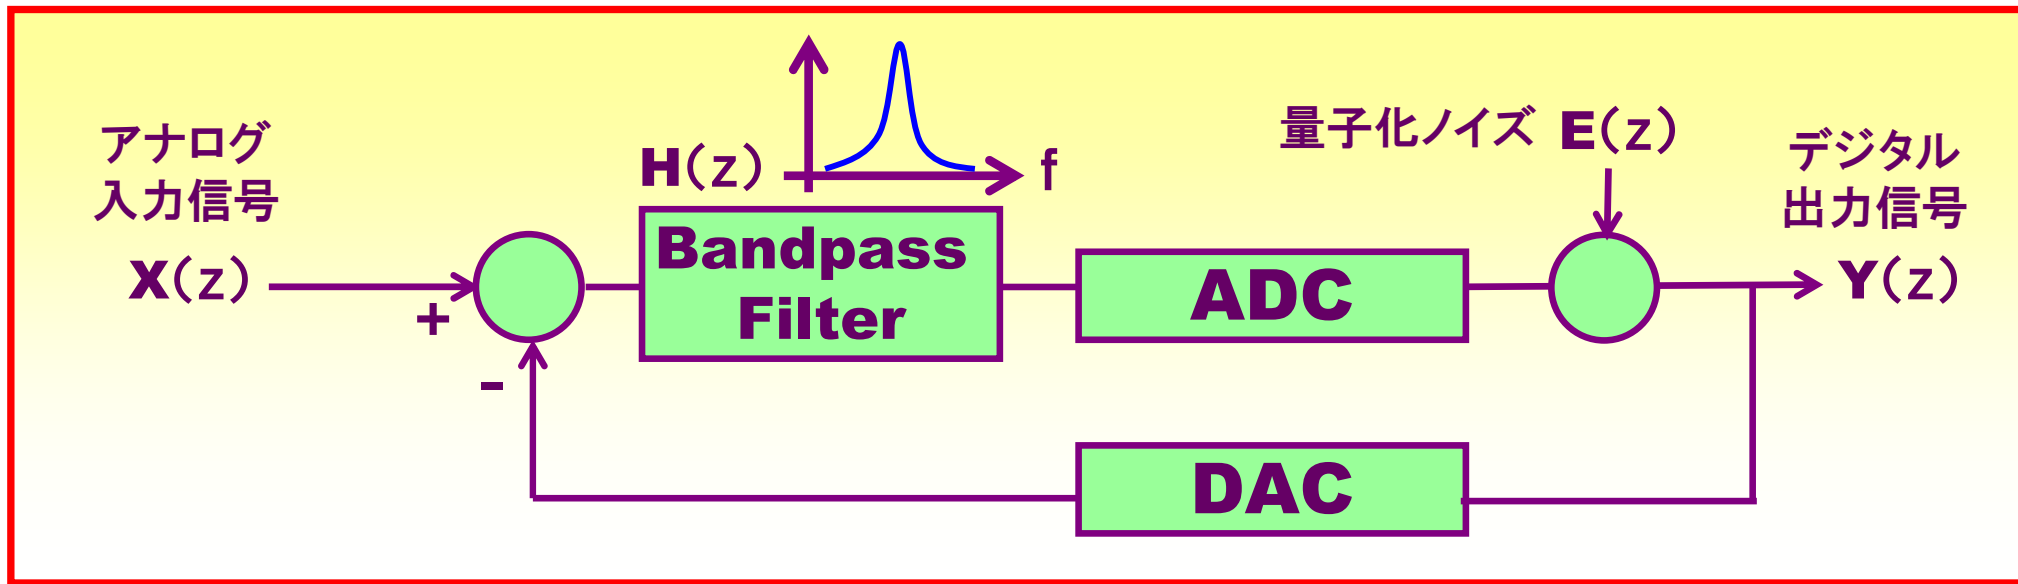 アナログ
入力信号
X(z)
+
-
H(z)
f
Bandpass
Filter
ADC
量子化ノイズ E(z)
デジタル
出力信号
Y(z)
DAC